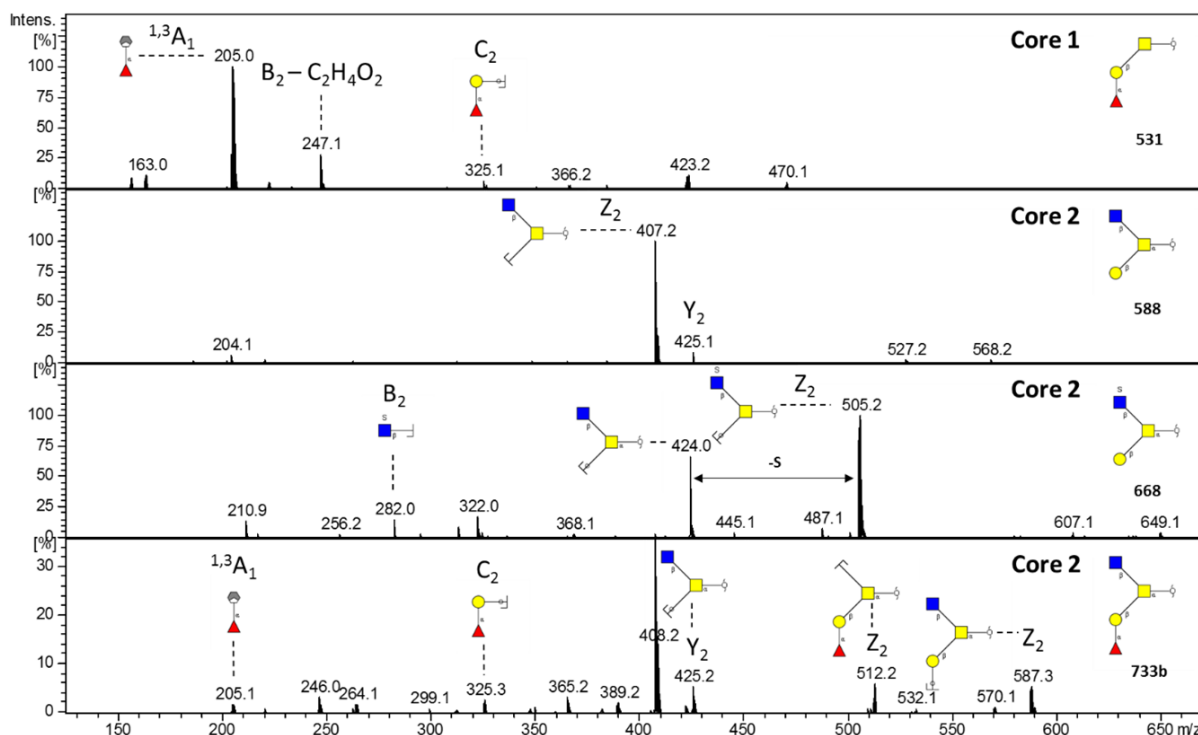 Intens.
[%]
1,3A1
205.0
B2 – C2H4O2
C2
Core 1
100
75
50
25
0
163.0
247.1
325.1
366.2
423.2
470.1
α
β
α
531
[%]
Z2
407.2
Core 2
100
75
50
25
0
β
Y2
204.1
425.1
527.2
568.2
β
α
β
588
[%]
B2
S
β
β
α
424.0
S
β
Z2
505.2
Core 2
100
75
50
25
0
-S
210.9
256.2
282.0
322.0
368.1
445.1
487.1
607.1
649.1
S
β
α
β
668
[%]
1,3A1
C2
Core 2
30
20
10
0
α
α
408.2
β
α
Y2
425.2
α
β
α
Z2
512.2
β
α
β
Z2
587.3
205.1
246.0
264.1
299.1
325.3
365.2
389.2
532.1
570.1
β
α
β
α
733b
150
200
250
300
350
400
450
500
550
600
650 m/z